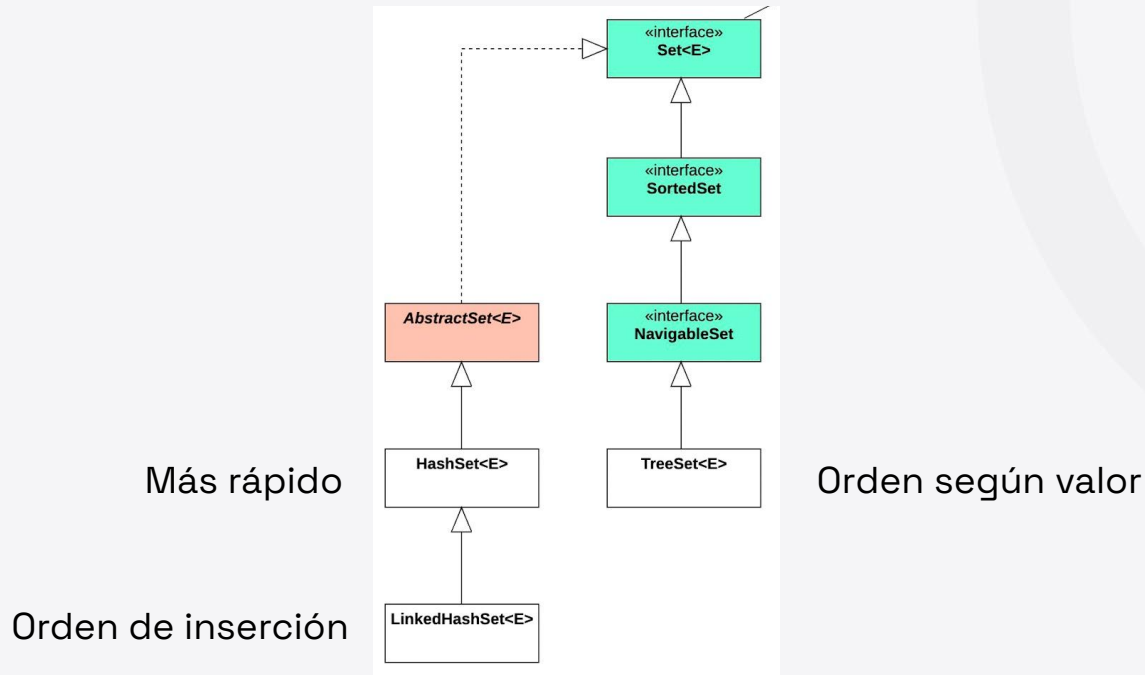 «interface»
Set<E>
«interface»
SortedSet
AbstractSet<E>
«interface»
NavigableSet
Más rápido
HashSet<E>
TreeSet<E>
Orden según valor
Orden de inserción
LinkedHashSet<E>